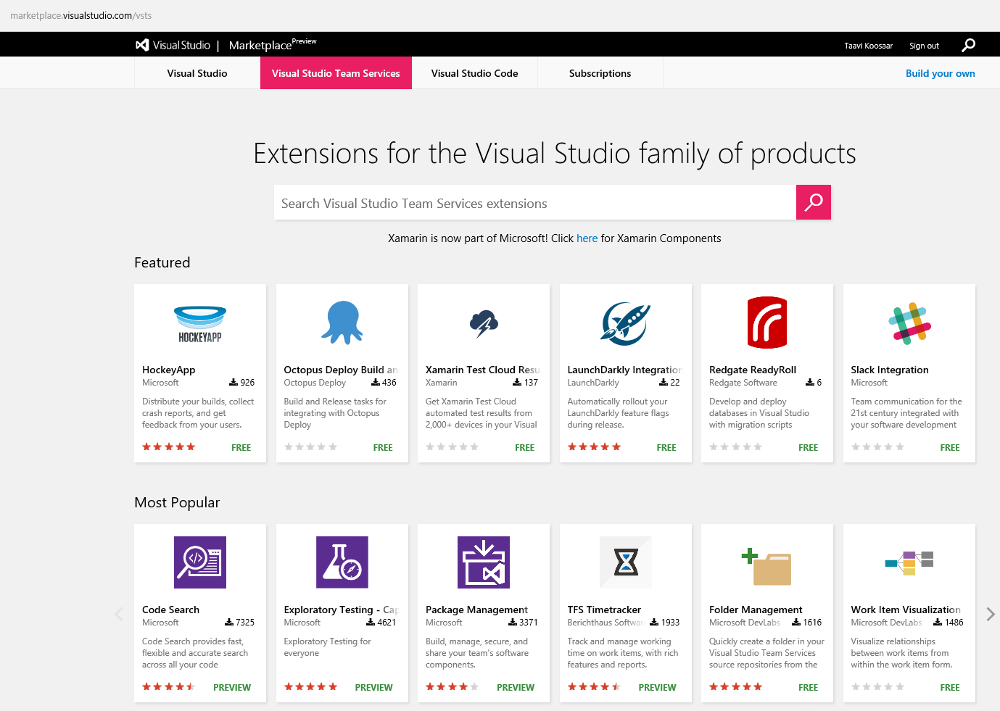 marketplace.visualstudio.com/vsts
Visual Studio | Marketplace Preview
Taavi Koosaar Sign out
Visual Studio Visual Studio Team Services Visual Studio Code Subscriptions Build your own
Extensions for the Visual Studio family of products
Search Visual Studio Team Services extensions
Xamarin is now part of Microsoft! Click here for Xamarin Components
Featured
HOCKEYAPP
HockeyApp
Microsoft 926
Distribute your builds, collect
crash reports, and get
feedback from your users.
FREE
Octopus Deploy Build an
Octopus Deploy 436
Build and Release tasks for
integrating with Octopus
Deploy
FREE
Xamarin Test Cloud Resu
Xamarin 137
Get Xamarin Test Cloud
automated test results from
2,000+ devices in your Visual
FREE
LaunchDarkly Integration
LaunchDarkly 22
Automatically rollout your
LaunchDarkly feature flags
during release.
FREE
Redgate ReadyRoll
Redgate Software 6
Develop and deploy
databases in Visual Studio
with migration scripts
FREE
Slack Integration
Microsoft
Team communication for the
21st century integrated with
your software development
FREE
Most Popular
Code Search
Microsoft 7325
Code Search provides fast,
flexible and accurate search
across all your code
PREVIEW
Exploratory Testing - Cap
Microsoft 4621
Exploratory Testing for
everyone
PREVIEW
Package Management
Microsoft 3371
Build, manage, secure, and
share your team's software
components.
PREVIEW
TFS Timetracker
Berichthaus Softwar 1933
Track and manage working
time on work items, with rich
features and reports.
PREVIEW
Folder Management
Microsoft DevLabs 1616
Quickly create a folder in your
Visual Studio Team Services
source repositories from the
FREE
Work Item Visualization
Microsoft DevLabs 1486
Visualize relationships
between work items from
within the work item form.
FREE